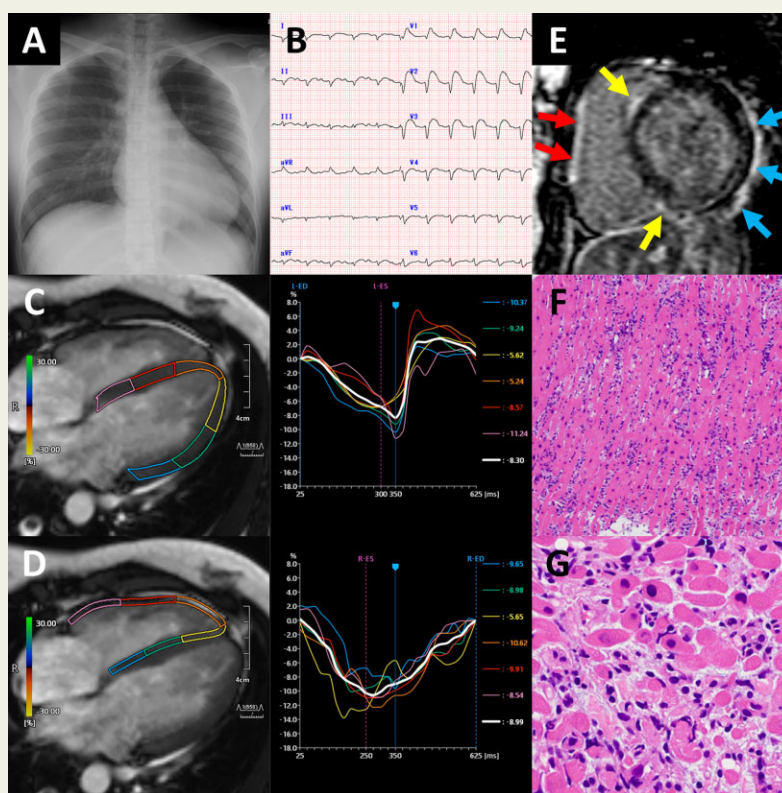 A
B
I
II
III
aVR
aVL
aVF
V1
V2
V3
V4
V5
V6
E
C
30.00
R
-30.00
[%]
4cm
L-ED
L-ES
%
8.0
6.0
4.0
2.0
0.0
-2.0
-4.0
-6.0
-8.0
-10.0
-12.0
-14.0
-16.0
-18.0
25
300
350
625
[ms]
: -10.37
: -9.24
: -5.62
: -5.24
: -8.57
: -11.24
: -8.30
F
D
30.00
R
-30.00
[%]
4cm
R-ES
R-ED
%
8.0
6.0
4.0
2.0
0.0
-2.0
-4.0
-6.0
-8.0
-10.0
-12.0
-14.0
-16.0
-18.0
25
250
350
625
[ms]
: -9.65
: -8.98
: -5.65
: -10.62
: -9.91
: -8.54
: -8.99
G